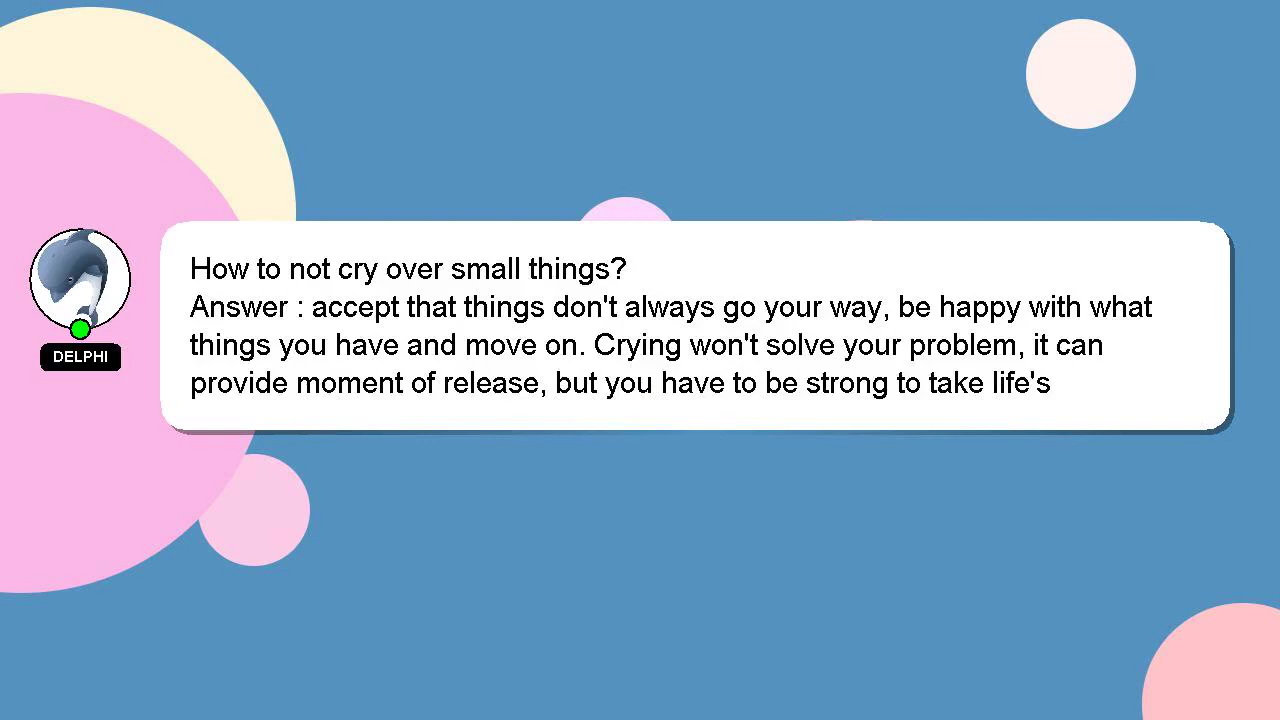 How to not cry over small things?
Answer : accept that things don't always go your way, be happy with what
things you have and move on. Crying won't solve your problem, it can
provide moment of release, but you have to be strong to take life's
DELPHI